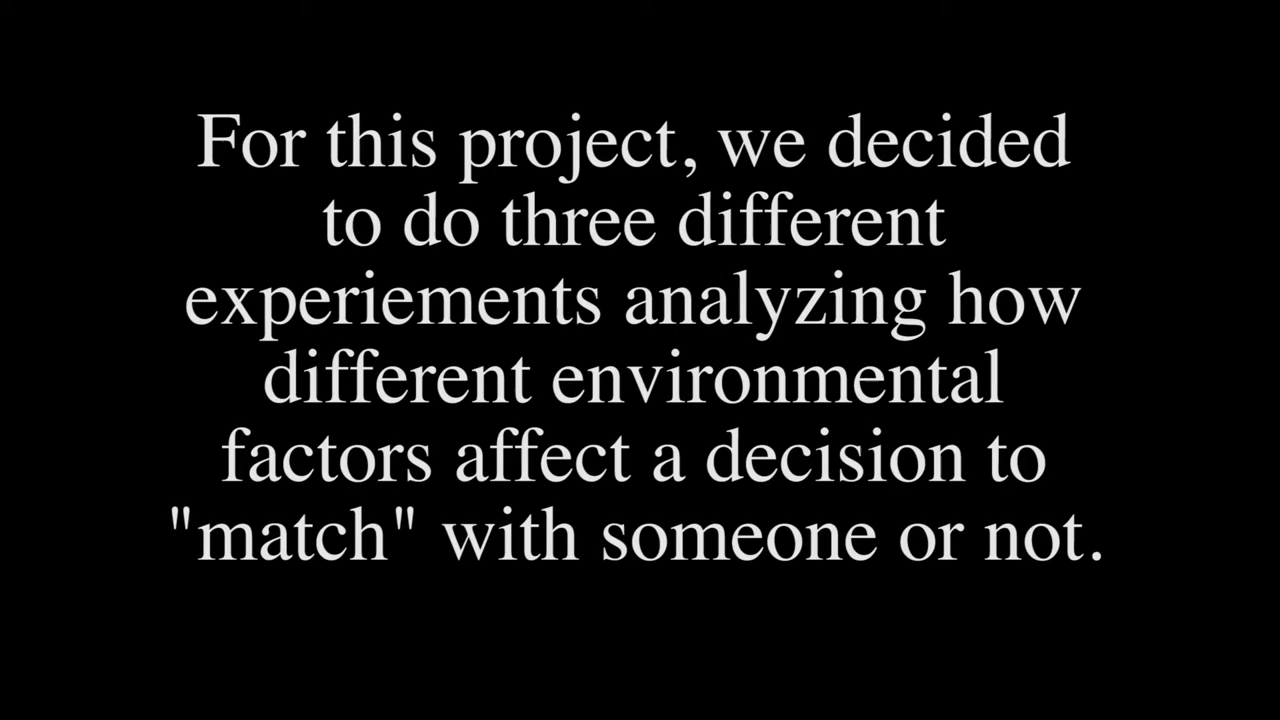 For this project, we decided
to do three different
experiements analyzing how
different environmental
factors affect a decision to
"match" with someone or not.